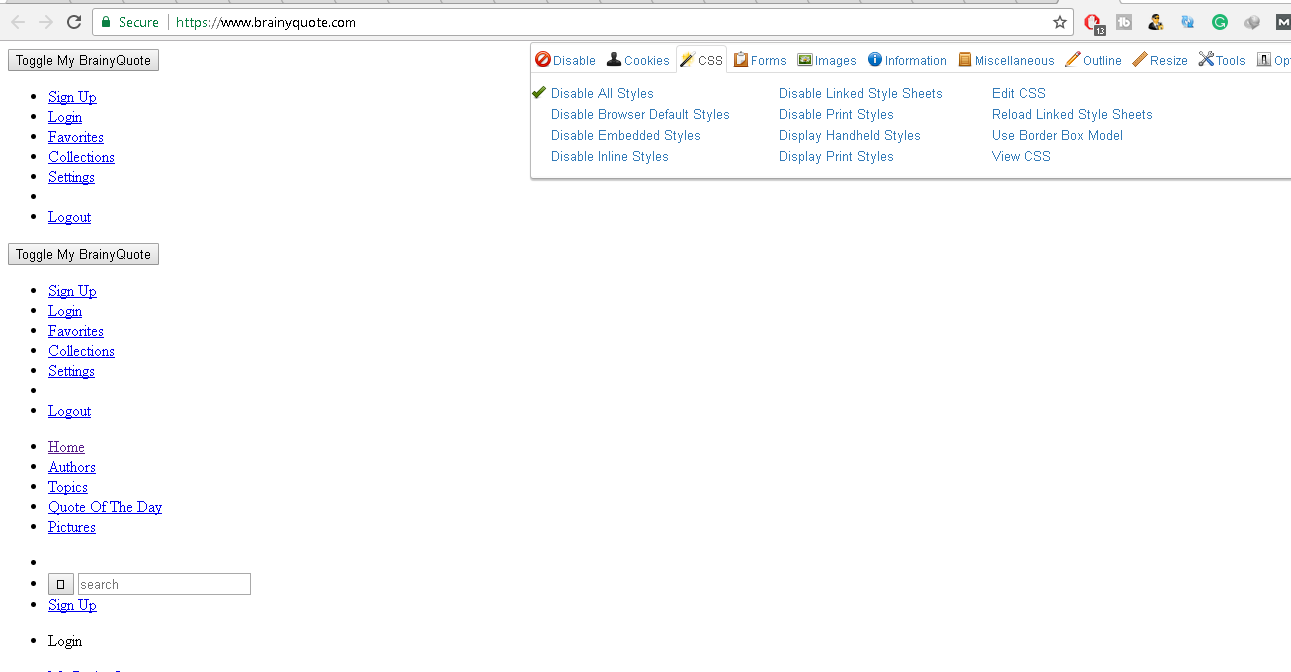 Secure https://www.brainyquote.com
13
Toggle My BrainyQuote
Disable Cookies CSS Forms Images Information Miscellaneous Outline Resize Tools
Disable All Styles Disable Linked Style Sheets Edit CSS
Disable Browser Default Styles Disable Print Styles Reload Linked Style Sheets
Disable Embedded Styles Display Handheld Styles Use Border Box Model
Disable Inline Styles Display Print Styles View CSS
Sign Up
Login
Favorites
Collections
Settings
Logout
Toggle My BrainyQuote
Sign Up
Login
Favorites
Collections
Settings
Logout
Home
Authors
Topics
Quote Of The Day
Pictures
search
Sign Up
Login